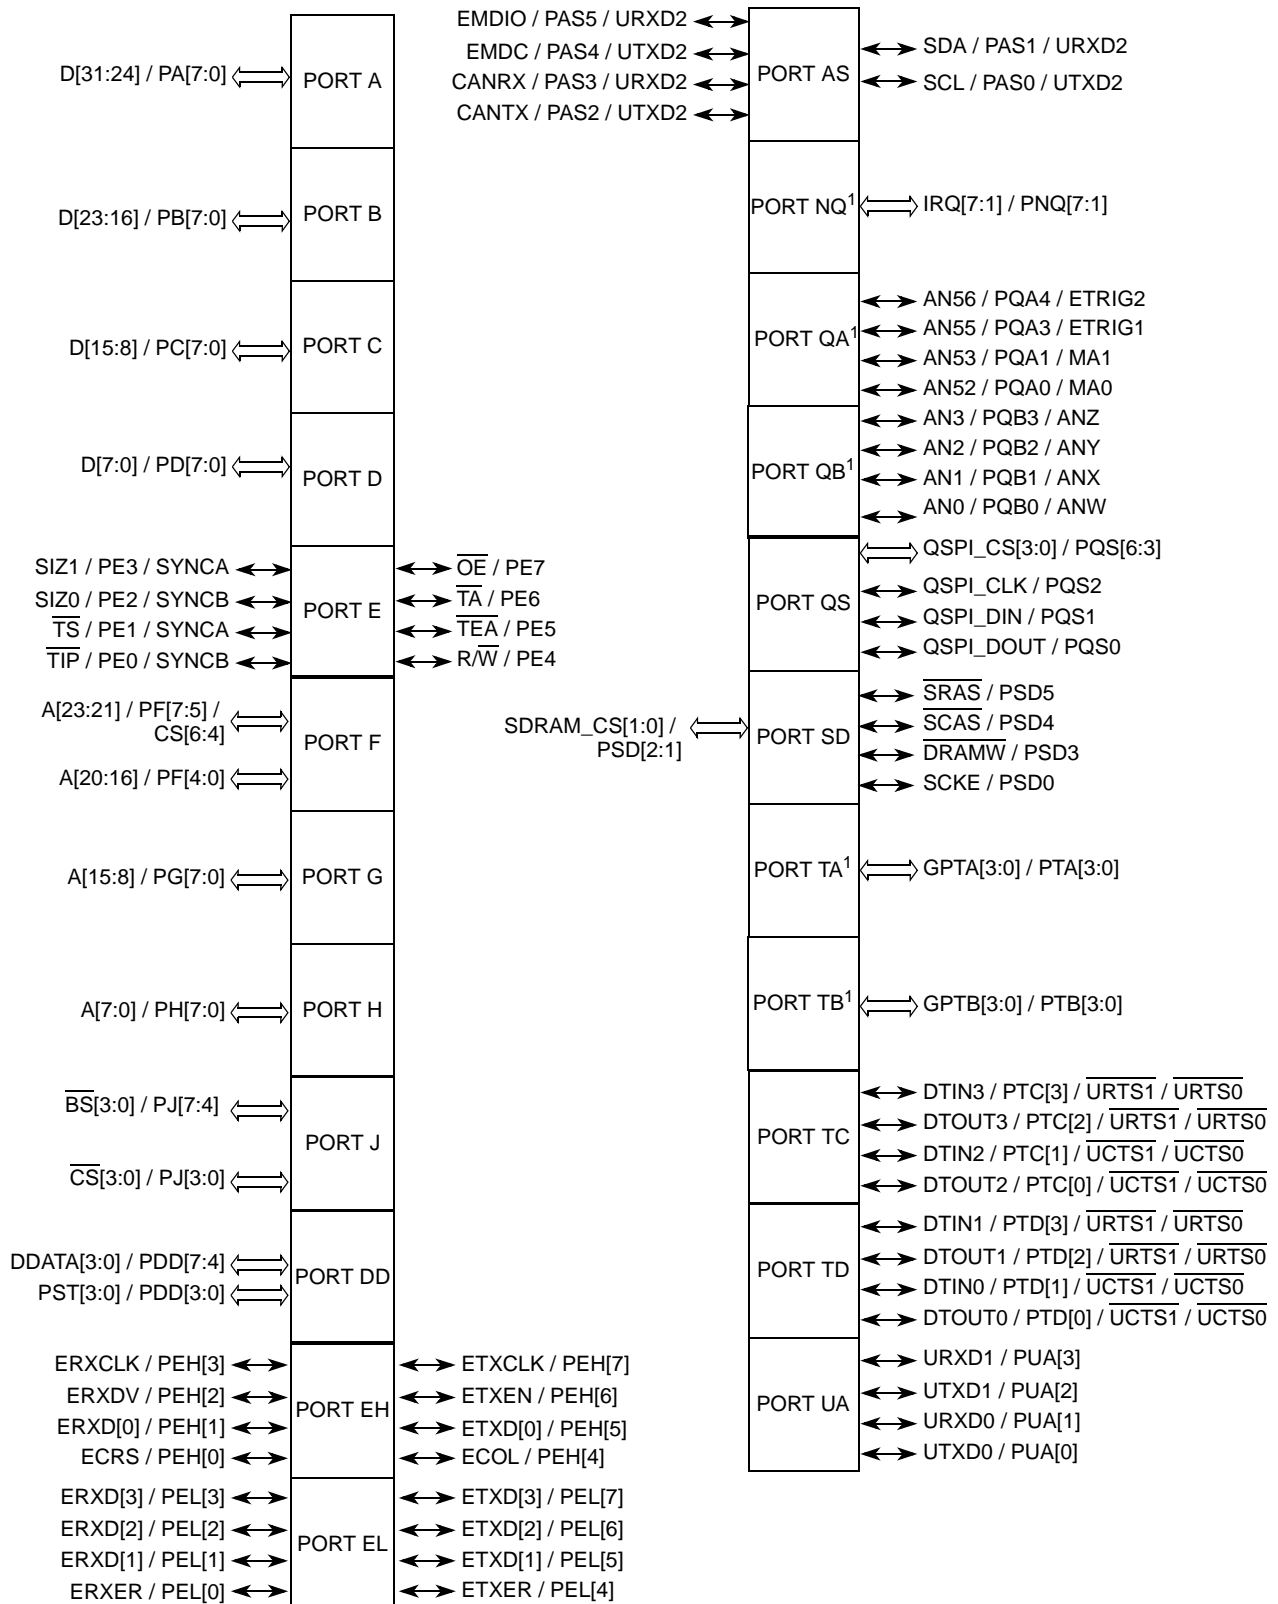 D[31:24] / PA[7:0]
PORT A
D[23:16] / PB[7:0]
PORT B
D[15:8] / PC[7:0]
PORT C
D[7:0] / PD[7:0]
PORT D
SIZ1 / PE3 / SYNCA
SIZ0 / PE2 / SYNCB
TS / PE1 / SYNCA
TIP / PE0 / SYNCB
PORT E
OE / PE7
TA / PE6
TEA / PE5
R/W / PE4
A[23:21] / PF[7:5] /
CS[6:4]
A[20:16] / PF[4:0]
PORT F
A[15:8] / PG[7:0]
PORT G
A[7:0] / PH[7:0]
PORT H
BS[3:0] / PJ[7:4]
CS[3:0] / PJ[3:0]
PORT J
DDATA[3:0] / PDD[7:4]
PST[3:0] / PDD[3:0]
PORT DD
ERXCLK / PEH[3]
ERXDV / PEH[2]
ERXD[0] / PEH[1]
ECRS / PEH[0]
PORT EH
ETXCLK / PEH[7]
ETXEN / PEH[6]
ETXD[0] / PEH[5]
ECOL / PEH[4]
ERXD[3] / PEL[3]
ERXD[2] / PEL[2]
ERXD[1] / PEL[1]
ERXER / PEL[0]
PORT EL
ETXD[3] / PEL[7]
ETXD[2] / PEL[6]
ETXD[1] / PEL[5]
ETXER / PEL[4]
EMDIO / PAS5 / URXD2
EMDC / PAS4 / UTXD2
CANRX / PAS3 / URXD2
CANTX / PAS2 / UTXD2
PORT AS
SDA / PAS1 / URXD2
SCL / PAS0 / UTXD2
PORT NQ1
IRQ[7:1] / PNQ[7:1]
PORT QA1
AN56 / PQA4 / ETRIG2
AN55 / PQA3 / ETRIG1
AN53 / PQA1 / MA1
AN52 / PQA0 / MA0
PORT QB1
AN3 / PQB3 / ANZ
AN2 / PQB2 / ANY
AN1 / PQB1 / ANX
AN0 / PQB0 / ANW
PORT QS
QSPI_CS[3:0] / PQS[6:3]
QSPI_CLK / PQS2
QSPI_DIN / PQS1
QSPI_DOUT / PQS0
SDRAM_CS[1:0] /
PSD[2:1]
PORT SD
SRAS / PSD5
SCAS / PSD4
DRAMW / PSD3
SCKE / PSD0
PORT TA1
GPTA[3:0] / PTA[3:0]
PORT TB1
GPTB[3:0] / PTB[3:0]
PORT TC
DTIN3 / PTC[3] / URTS1 / URTS0
DTOUT3 / PTC[2] / URTS1 / URTS0
DTIN2 / PTC[1] / UCTS1 / UCTS0
DTOUT2 / PTC[0] / UCTS1 / UCTS0
PORT TD
DTIN1 / PTD[3] / URTS1 / URTS0
DTOUT1 / PTD[2] / URTS1 / URTS0
DTIN0 / PTD[1] / UCTS1 / UCTS0
DTOUT0 / PTD[0] / UCTS1 / UCTS0
PORT UA
URXD1 / PUA[3]
UTXD1 / PUA[2]
URXD0 / PUA[1]
UTXD0 / PUA[0]